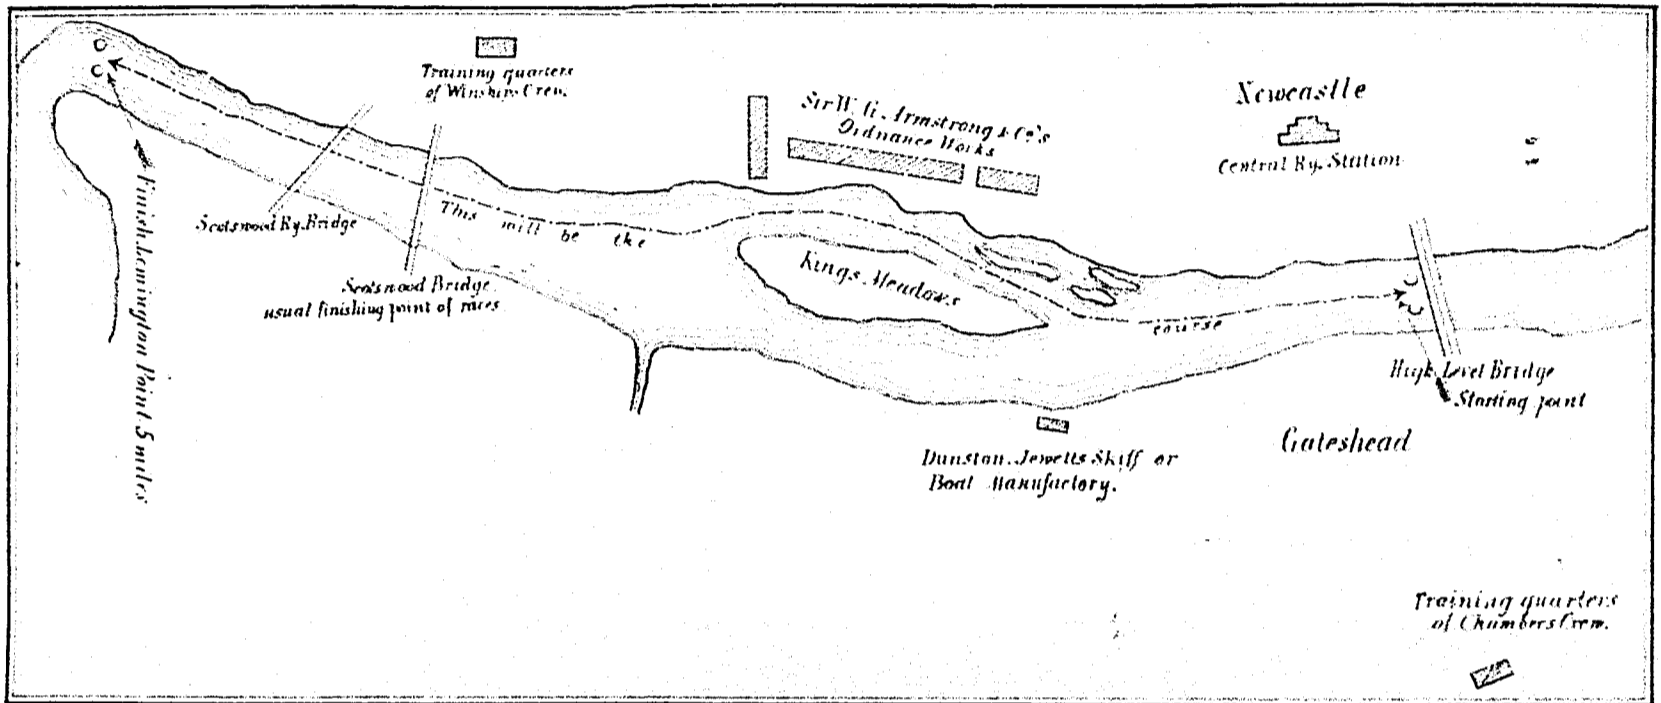 Training quarters
of Winships Crew.
Sir W. G. Armstrong & Co's
Ordnance Works
Newcastle
Central Ry. Station
Scotswood Ry. Bridge
This will be the
Kings Meadows
course
Scotswood Bridge
usual finishing point of races
Finish Lemington Point 5 miles
High Level Bridge
Starting point
Gateshead
Dunston. Jewetts Skiff or
Boat Manufactory.
Training quarters
of Chambers Crew.